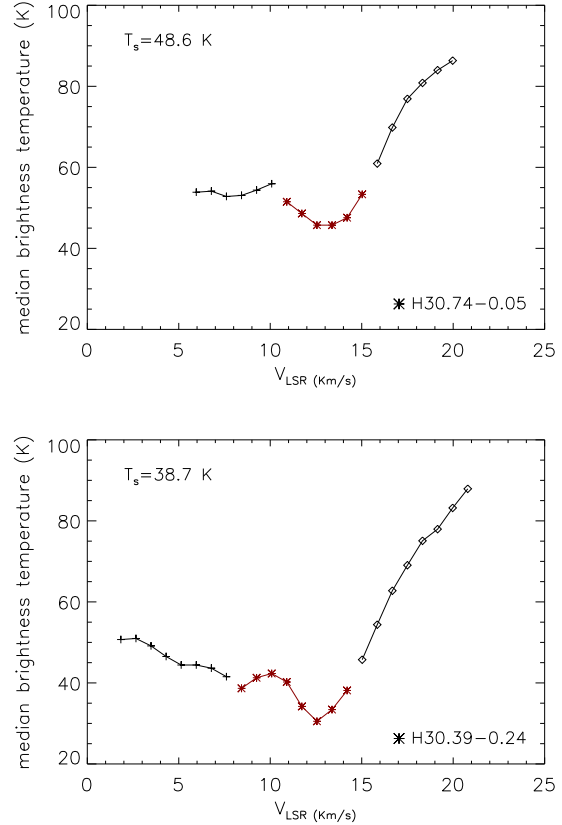 100
T_s=48.6 K
80
median brightness temperature (K)
60
40
✳ H30.74−0.05
20
0 5 10 15 20 25
V_LSR (Km/s)
100
T_s=38.7 K
80
median brightness temperature (K)
60
40
✳ H30.39−0.24
20
0 5 10 15 20 25
V_LSR (Km/s)